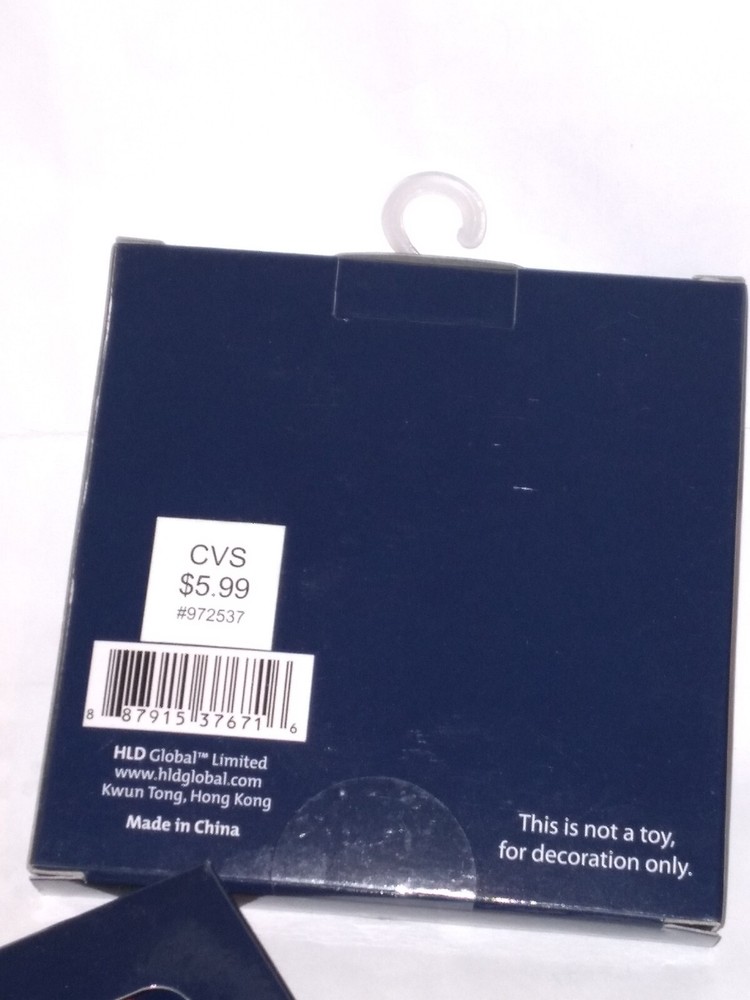 CVS
$5.99
#972537
8 87915 37671 6
HLD Global™ Limited
www.hldglobal.com
Kwun Tong, Hong Kong
Made in China
This is not a toy,
for decoration only.